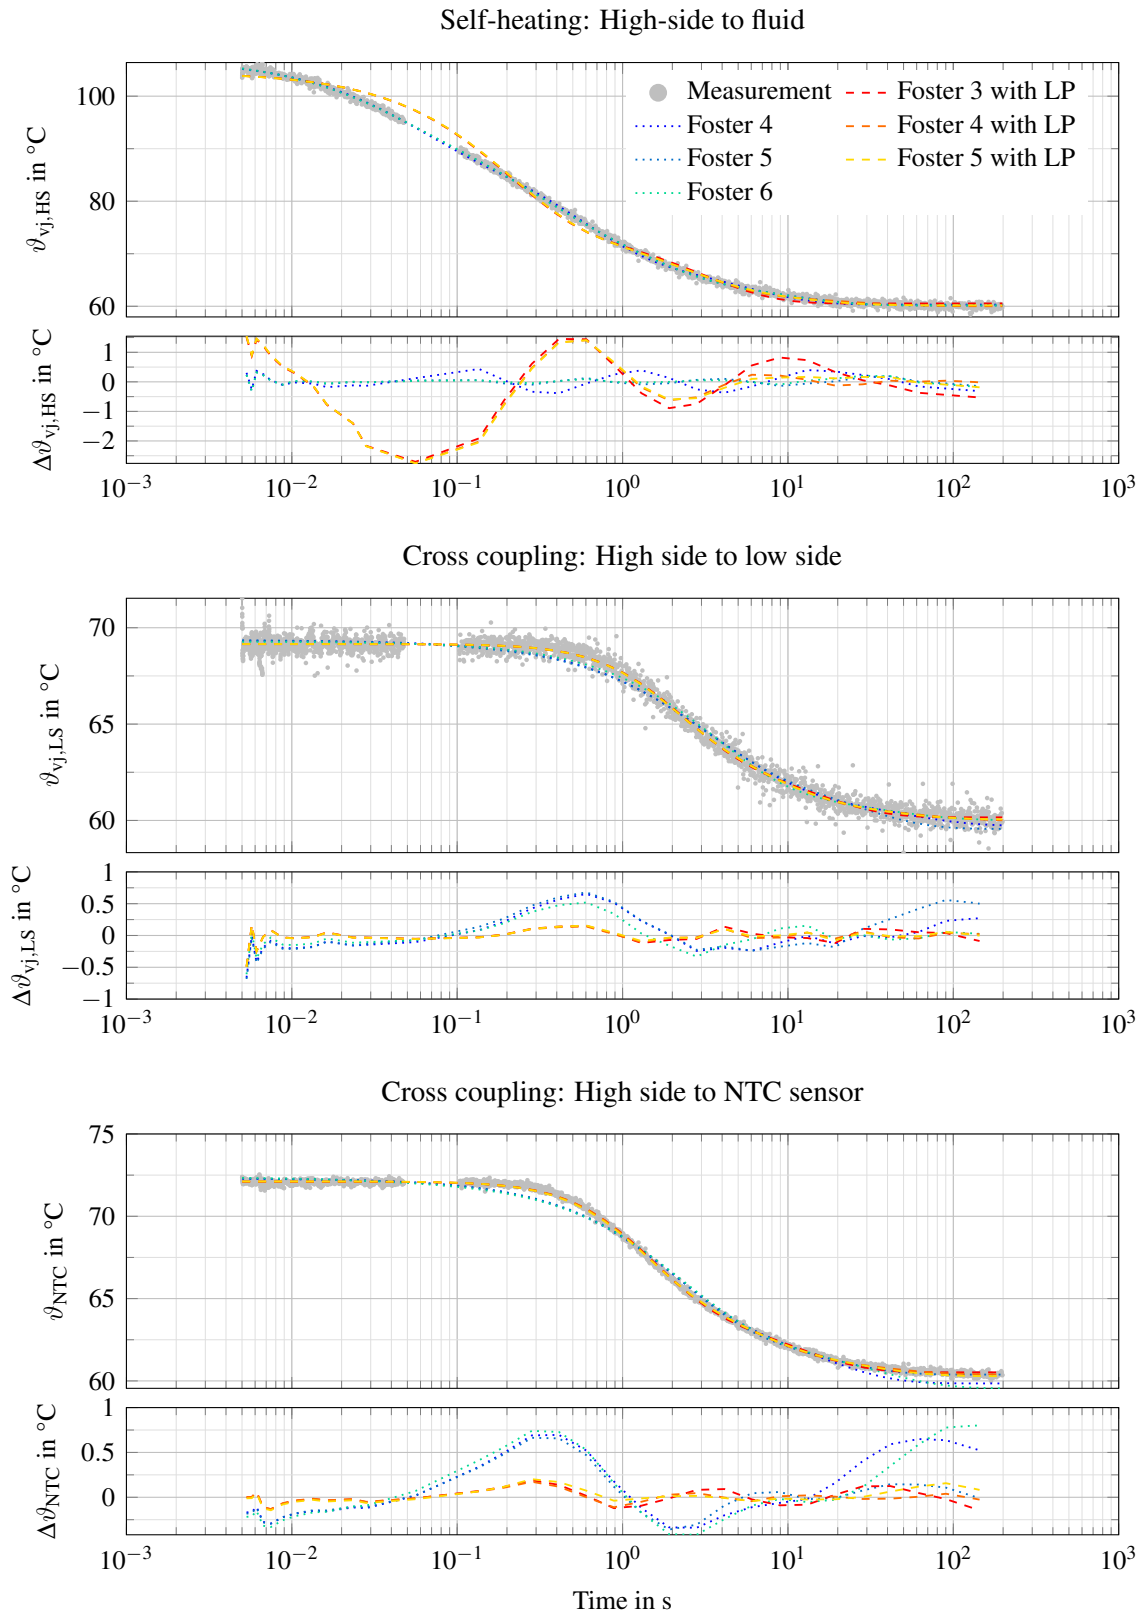 Self-heating: High-side to fluid
100
80
60
ϑvj,HS in °C
Measurement
Foster 3 with LP
Foster 4
Foster 4 with LP
Foster 5
Foster 5 with LP
Foster 6
1
0
−1
−2
Δϑvj,HS in °C
10⁻³ 10⁻² 10⁻¹ 10⁰ 10¹ 10² 10³
Cross coupling: High side to low side
70
65
60
ϑvj,LS in °C
1
0.5
0
−0.5
−1
Δϑvj,LS in °C
10⁻³ 10⁻² 10⁻¹ 10⁰ 10¹ 10² 10³
Cross coupling: High side to NTC sensor
75
70
65
60
ϑNTC in °C
1
0.5
0
ΔϑNTC in °C
10⁻³ 10⁻² 10⁻¹ 10⁰ 10¹ 10² 10³
Time in s